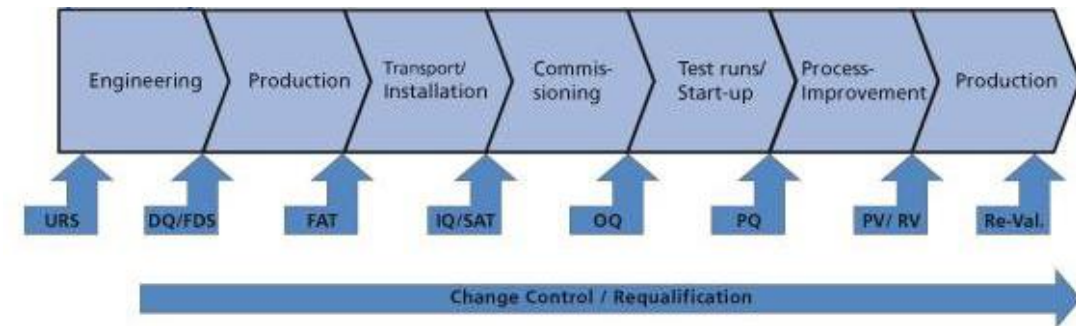 Engineering
Production
Transport/
Installation
Commis-
sioning
Test runs/
Start-up
Process-
Improvement
Production
URS
DQ/FDS
FAT
IQ/SAT
OQ
PQ
PV/ RV
Re-Val.
Change Control / Requalification